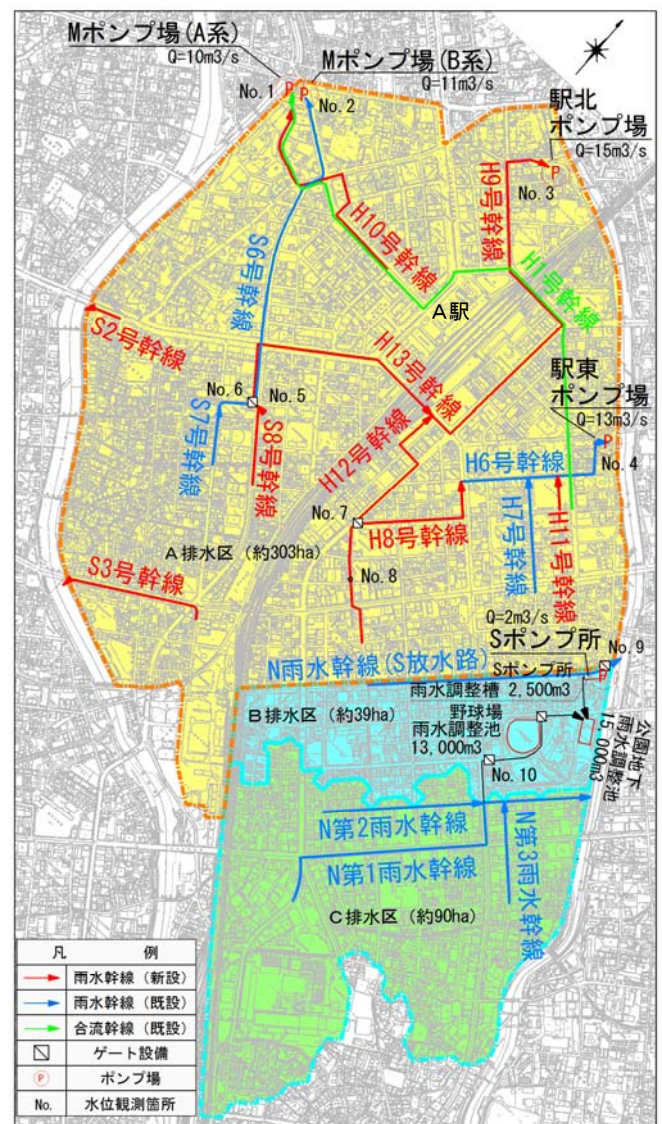 Mポンプ場(A系)
Q=10m3/s
Mポンプ場(B系)
Q=11m3/s
No.1
P
P
No.2
駅北
ポンプ場
Q=15m3/s
P
No.3
H9号幹線
H10号幹線
H1号幹線
S6号幹線
A駅
S2号幹線
H13号幹線
駅東
ポンプ場
Q=13m3/s
P
No.4
No.6
No.5
S7号幹線
S8号幹線
H12号幹線
H6号幹線
No.7
H8号幹線
H7号幹線
H11号幹線
A排水区 (約303ha)
No.8
S3号幹線
Q=2m3/s
Sポンプ所
No.9
N雨水幹線(S放水路)
Sポンプ所
P
雨水調整槽 2,500m3
B排水区 (約39ha)
野球場
雨水調整池
13,000m3
公園地下
雨水調整池
15,000m3
No.10
N第2雨水幹線
N第1雨水幹線
N第3雨水幹線
C排水区 (約90ha)
凡 例
雨水幹線 (新設)
雨水幹線 (既設)
合流幹線 (既設)
ゲート設備
P ポンプ場
No. 水位観測箇所